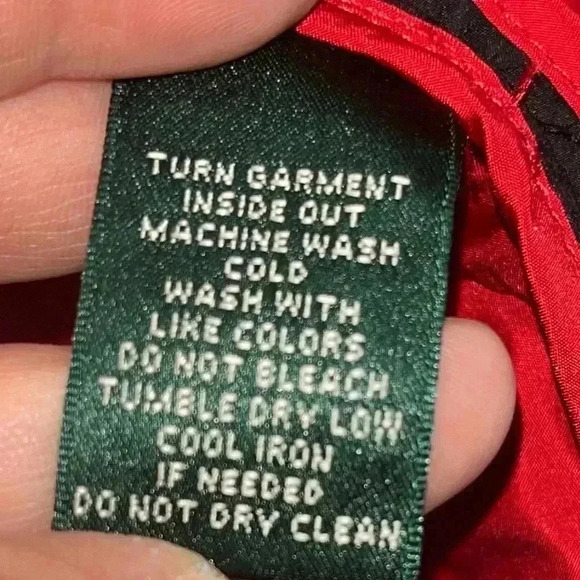 TURN GARMENT
INSIDE OUT
MACHINE WASH
COLD
WASH WITH
LIKE COLORS
DO NOT BLEACH
TUMBLE DRY LOW
COOL IRON
IF NEEDED
DO NOT DRY CLEAN